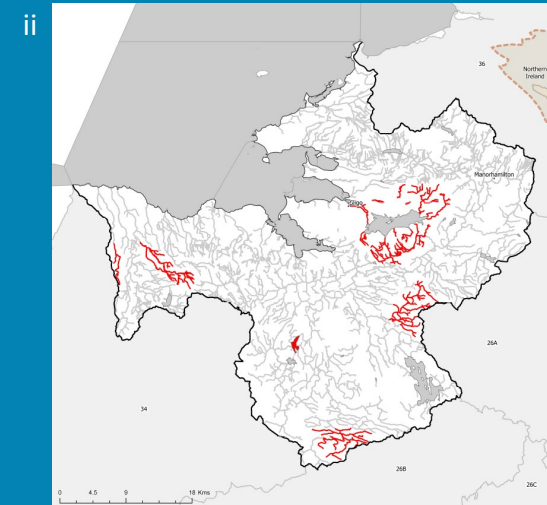 ii
36
Northern
Ireland
Manorhamilton
Sligo
26A
34
26B
26C
0 4.5 9 18 Kms